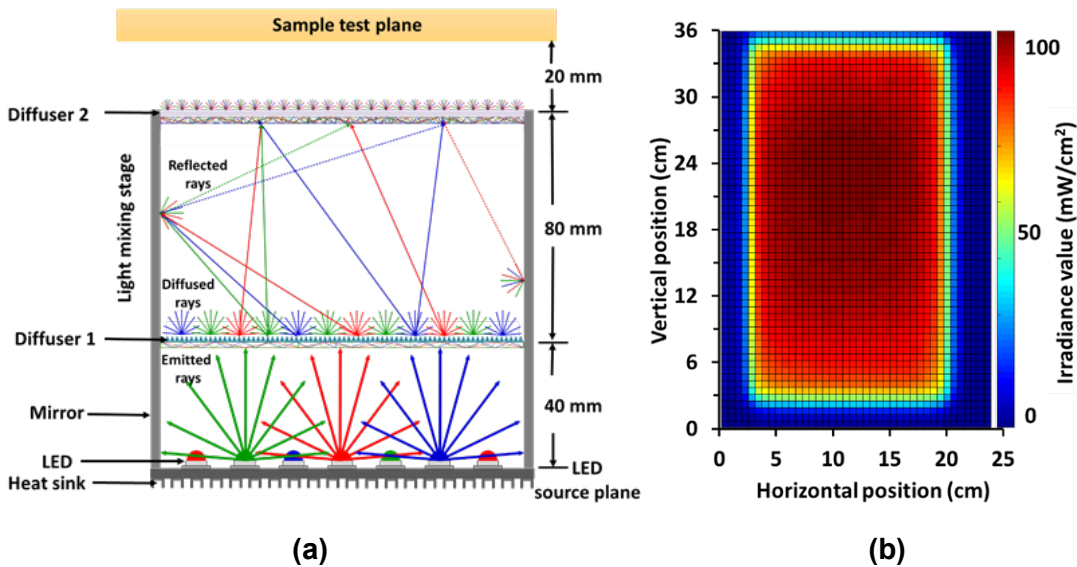 Sample test plane
20 mm
Diffuser 2
Light mixing stage
Reflected
rays
80 mm
Diffused
rays
Diffuser 1
Emitted
rays
40 mm
Mirror
LED
Heat sink
LED
source plane
(a)
Vertical position (cm)
36
30
24
18
12
6
0
0
5
10
15
20
25
Horizontal position (cm)
100
50
0
Irradiance value (mW/cm²)
(b)